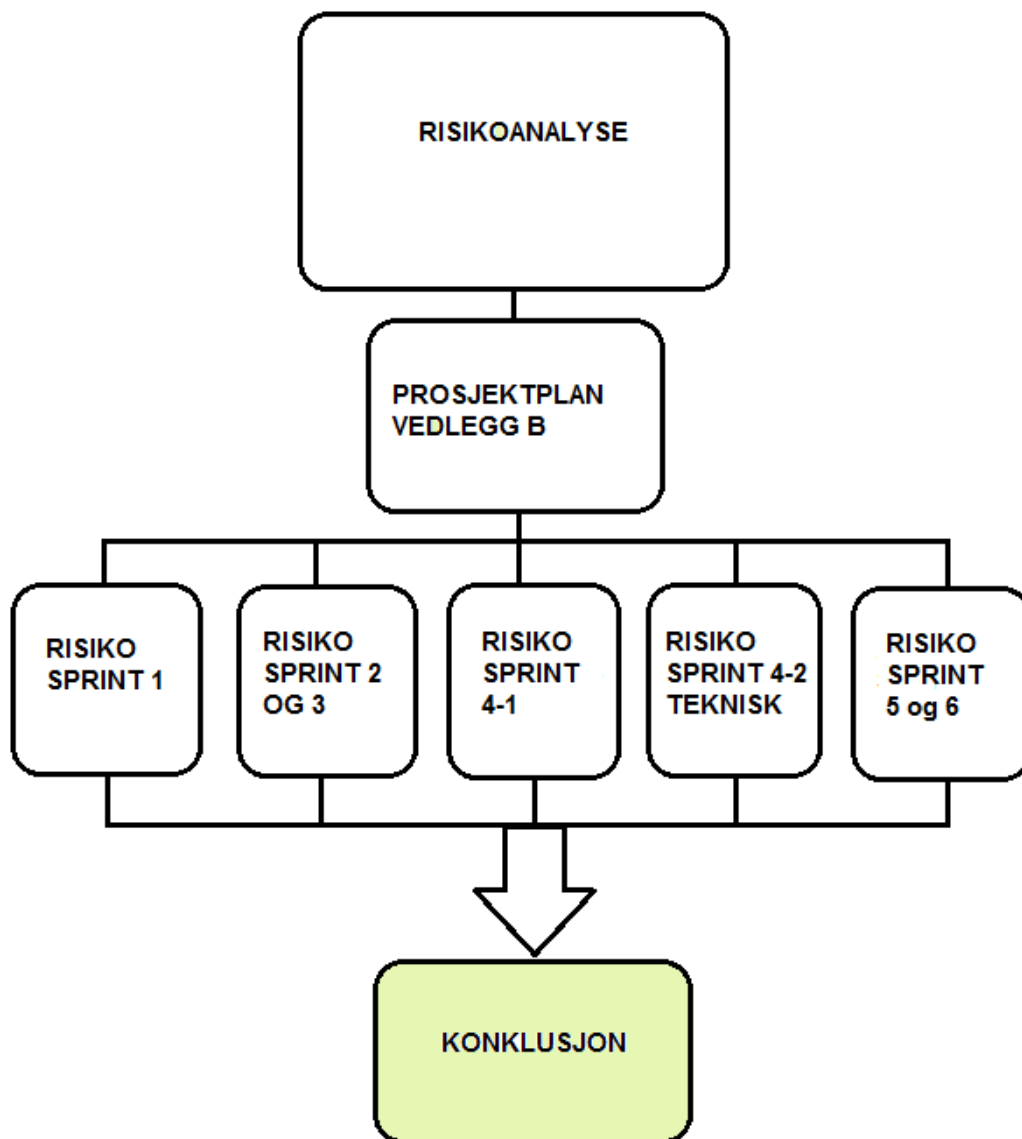 RISIKOANALYSE
PROSJEKTPLAN
VEDLEGG B
RISIKO
SPRINT 1
RISIKO
SPRINT 2
OG 3
RISIKO
SPRINT
4-1
RISIKO
SPRINT 4-2
TEKNISK
RISIKO
SPRINT
5 og 6
KONKLUSJON